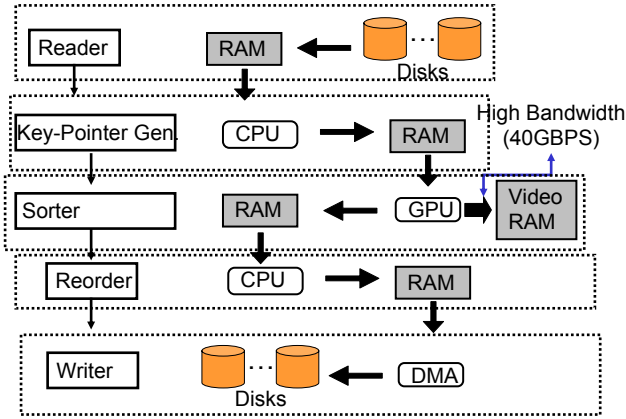 Reader
RAM
...
Disks
High Bandwidth
(40GBPS)
Key-Pointer Gen.
CPU
RAM
Sorter
RAM
GPU
Video
RAM
Reorder
CPU
RAM
Writer
...
Disks
DMA